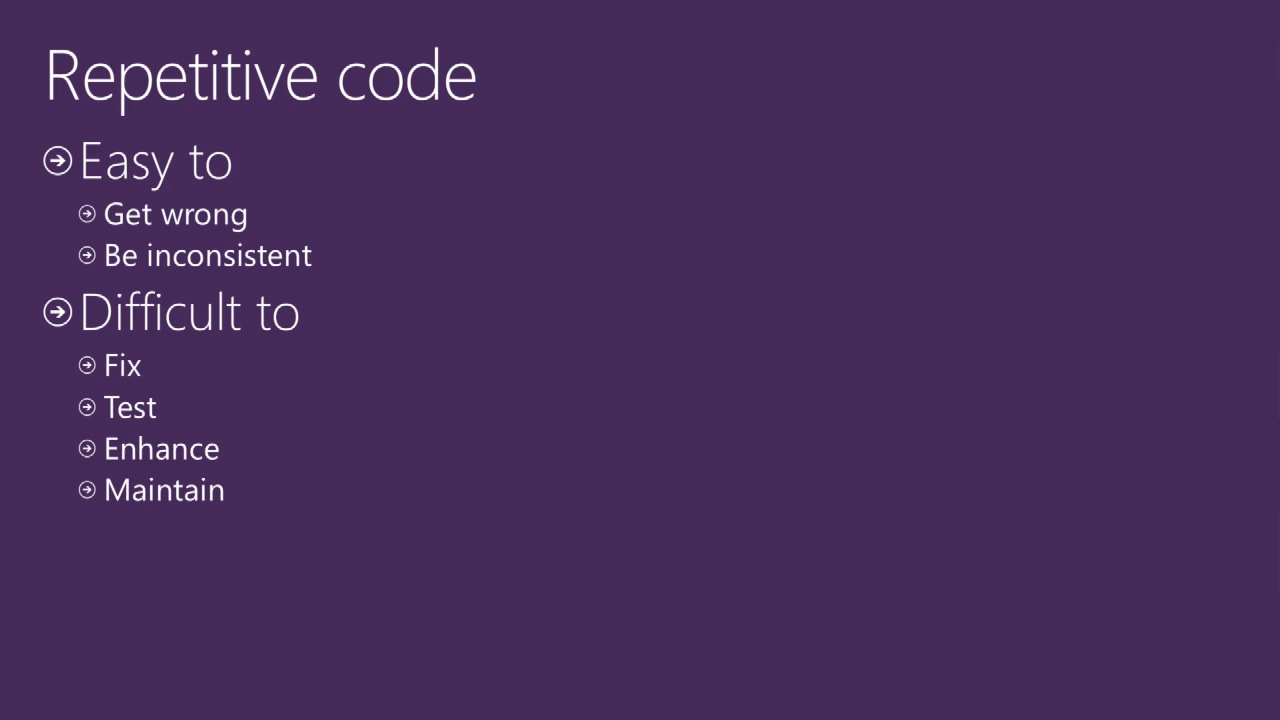 Repetitive code
Easy to
Get wrong
Be inconsistent
Difficult to
Fix
Test
Enhance
Maintain